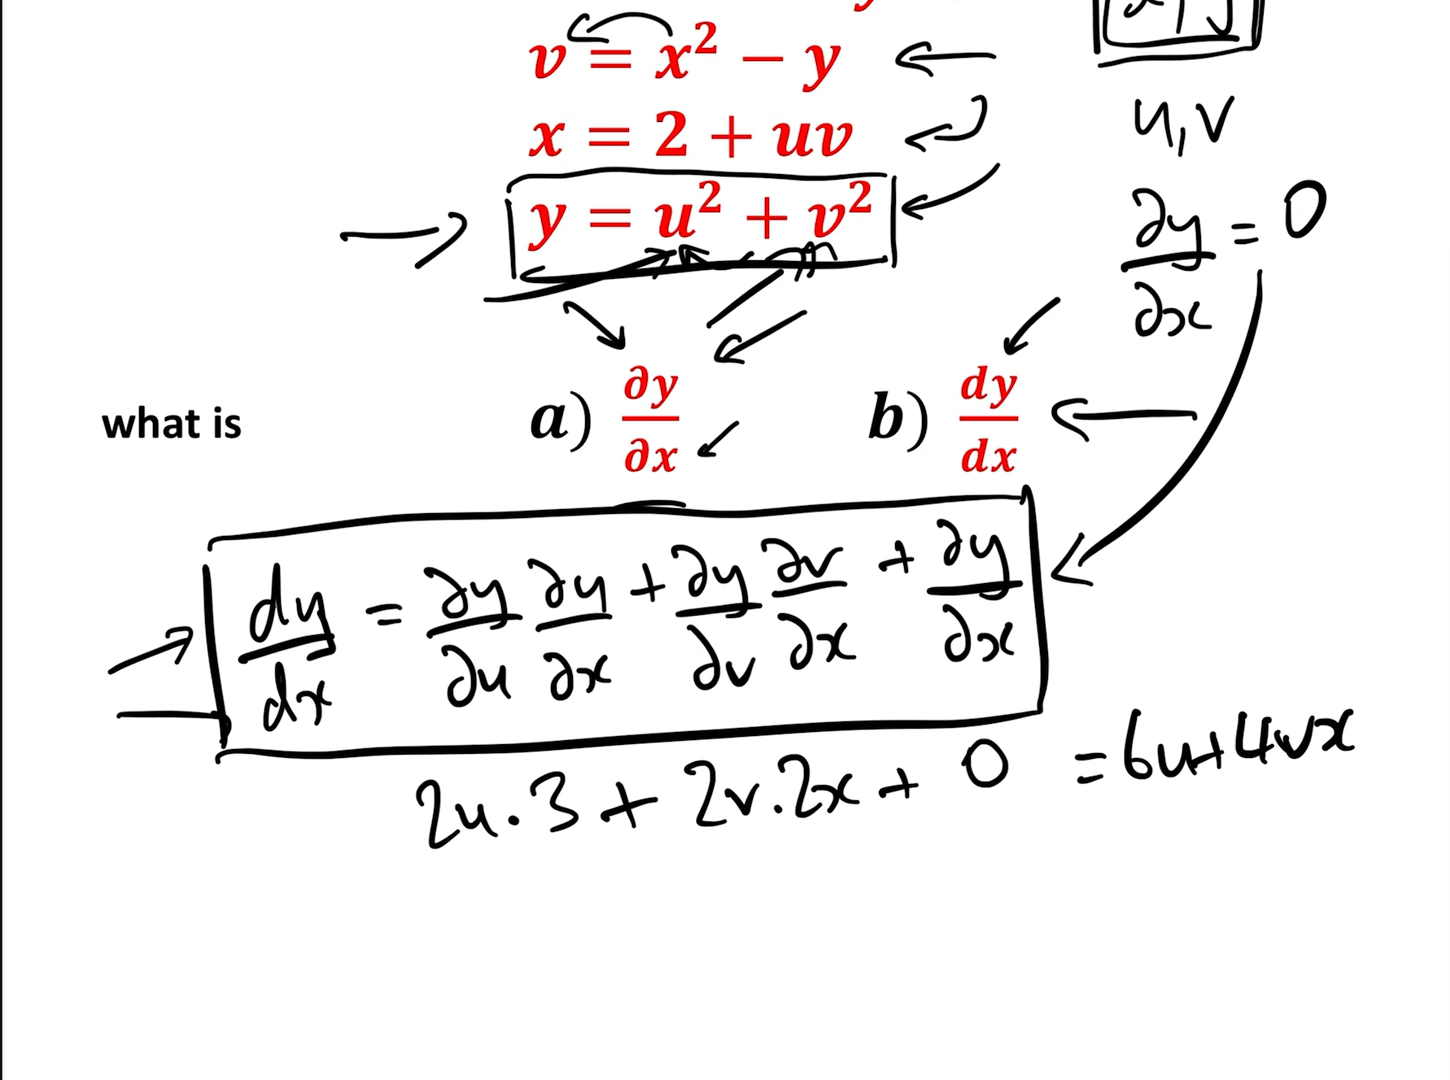 v = x² − y
x = 2 + uv
u, v
y = u² + v²
∂y/∂x = 0
what is a) ∂y/∂x b) dy/dx
dy/dx = ∂y/∂u ∂u/∂x + ∂y/∂v ∂v/∂x + ∂y/∂x
2u . 3 + 2v . 2x + 0 = 6u + 4vx